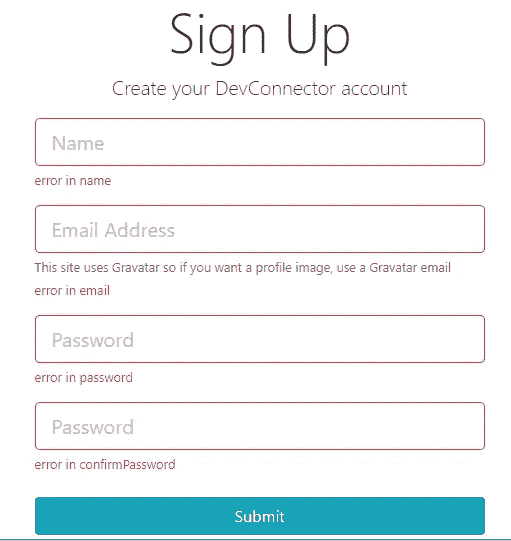 Sign Up
Create your DevConnector account
Name
error in name
Email Address
This site uses Gravatar so if you want a profile image, use a Gravatar email
error in email
Password
error in password
Password
error in confirmPassword
Submit